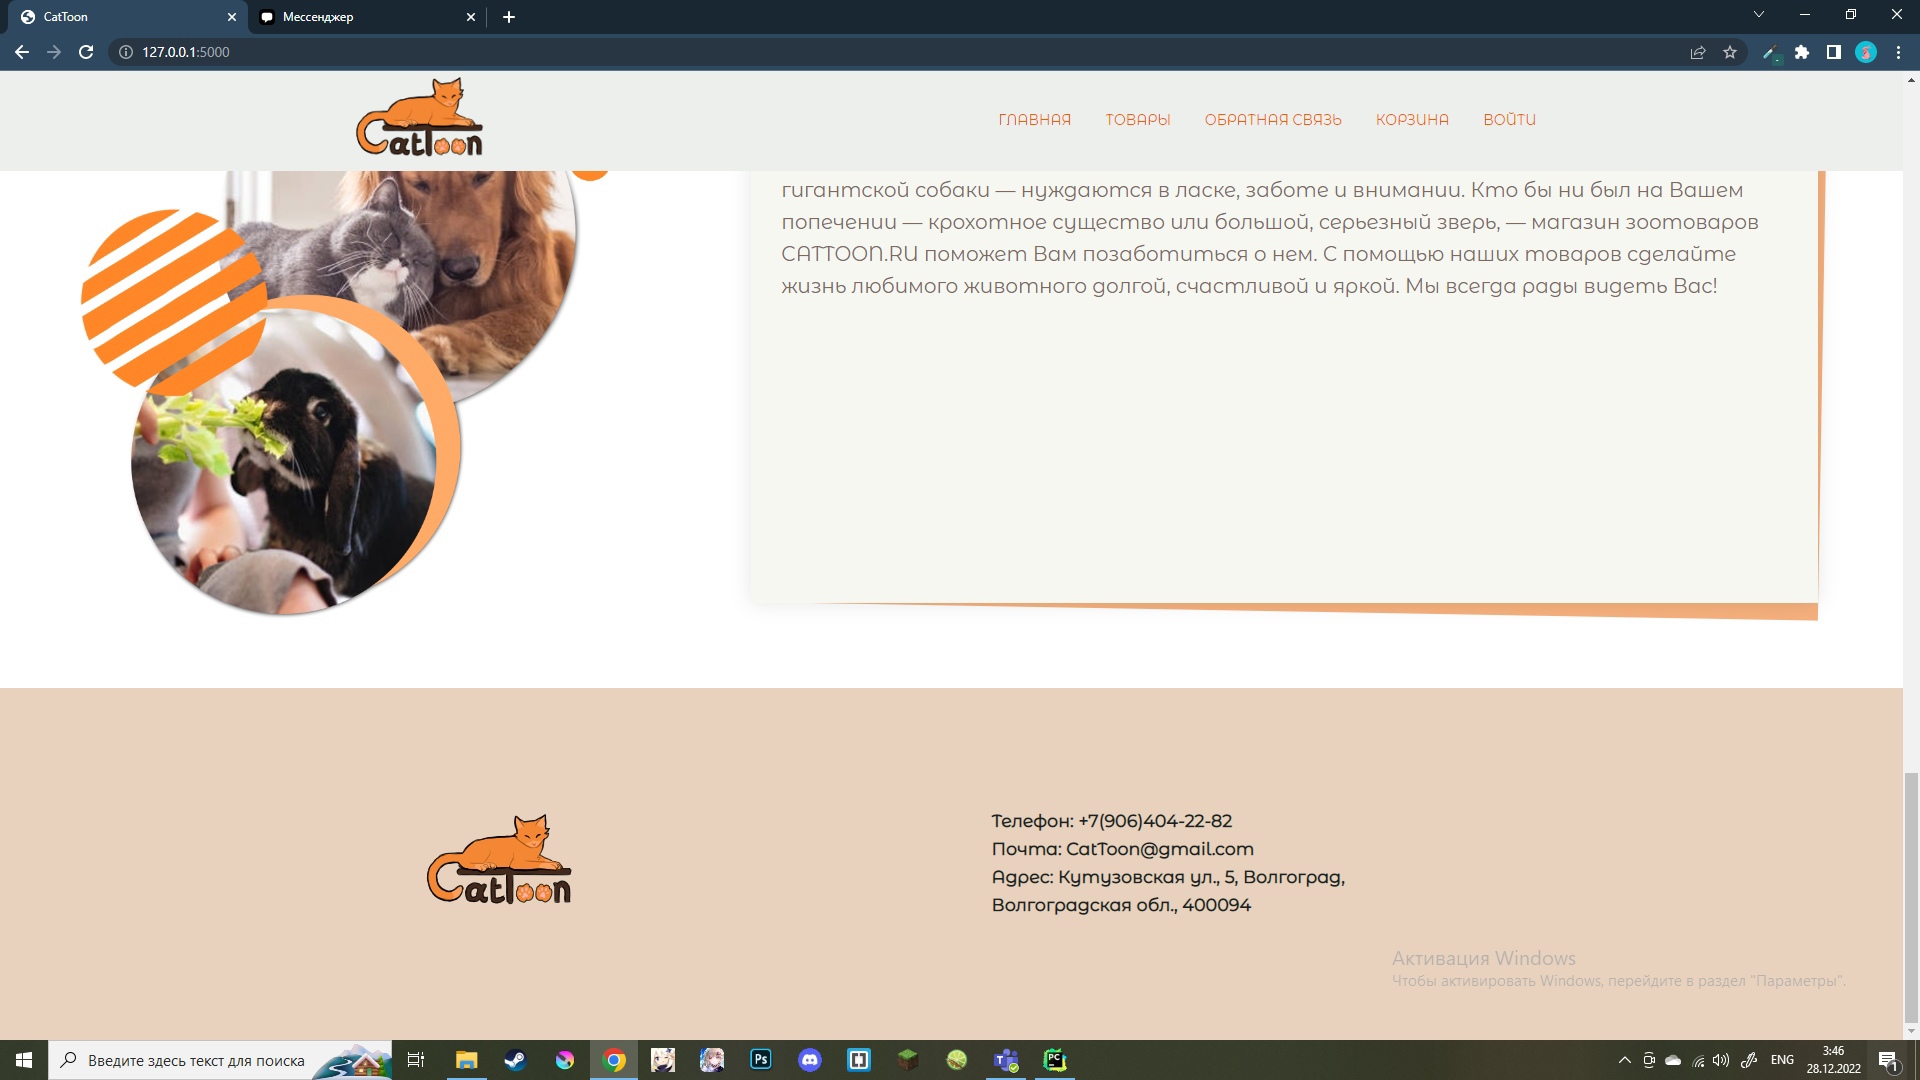 CatToon
Мессенджер
127.0.0.1:5000
CatToon
ГЛАВНАЯ
ТОВАРЫ
ОБРАТНАЯ СВЯЗЬ
КОРЗИНА
ВОЙТИ
гигантской собаки — нуждаются в ласке, заботе и внимании. Кто бы ни был на Вашем
попечении — крохотное существо или большой, серьезный зверь, — магазин зоотоваров
CATTOON.RU поможет Вам позаботиться о нем. С помощью наших товаров сделайте
жизнь любимого животного долгой, счастливой и яркой. Мы всегда рады видеть Вас!
CatToon
Телефон: +7(906)404-22-82
Почта: CatToon@gmail.com
Адрес: Кутузовская ул., 5, Волгоград,
Волгоградская обл., 400094
Активация Windows
Чтобы активировать Windows, перейдите в раздел "Параметры".
Введите здесь текст для поиска
Ps
T
PC
ENG
3:46
28.12.2022
1